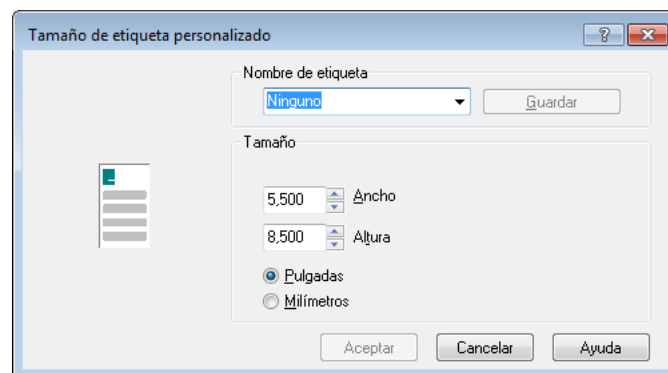 Tamaño de etiqueta personalizado
Nombre de etiqueta
Ninguno
Guardar
Tamaño
5,500 Ancho
8,500 Altura
Pulgadas
Milímetros
Aceptar Cancelar Ayuda